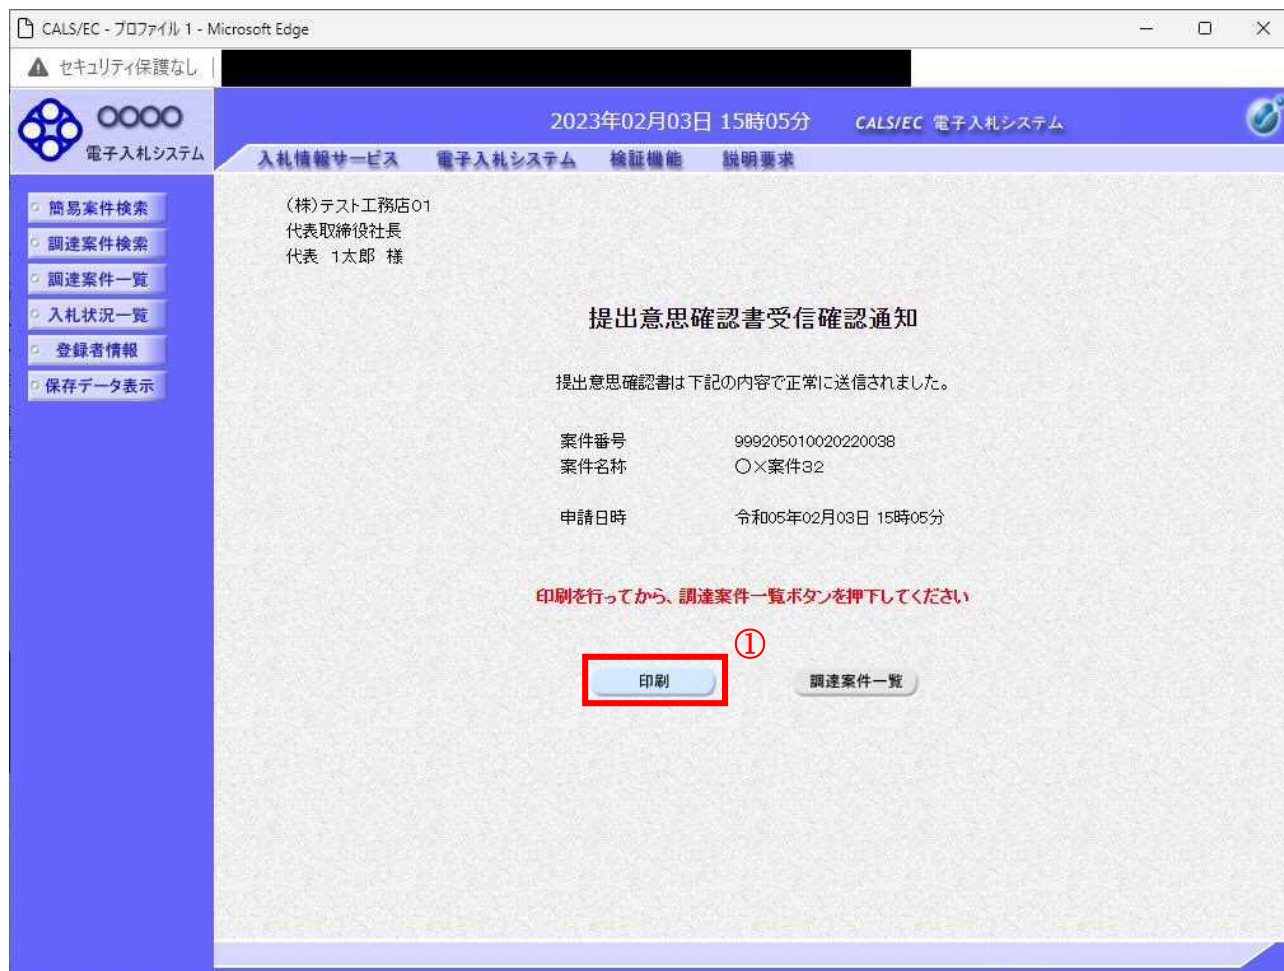 CALS/EC - プロファイル 1 - Microsoft Edge
セキュリティ保護なし
〇〇〇〇
電子入札システム
2023年02月03日 15時05分 CALS/EC 電子入札システム
入札情報サービス 電子入札システム 検証機能 説明要求
簡易案件検索
調達案件検索
調達案件一覧
入札状況一覧
登録者情報
保存データ表示
(株)テスト工務店01
代表取締役社長
代表 1太郎 様
提出意思確認書受信確認通知
提出意思確認書は下記の内容で正常に送信されました。
案件番号 999205010020220038
案件名称 〇×案件32
申請日時 令和05年02月03日 15時05分
印刷を行ってから、調達案件一覧ボタンを押下してください
①
印刷 調達案件一覧